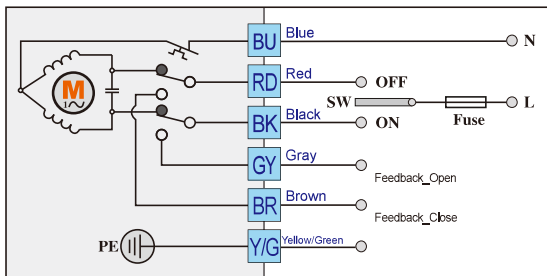 BU Blue N
RD Red OFF
M
1~
SW Fuse L
BK Black ON
GY Gray
Feedback_Open
BR Brown
Feedback_Close
PE Y/G Yellow/Green